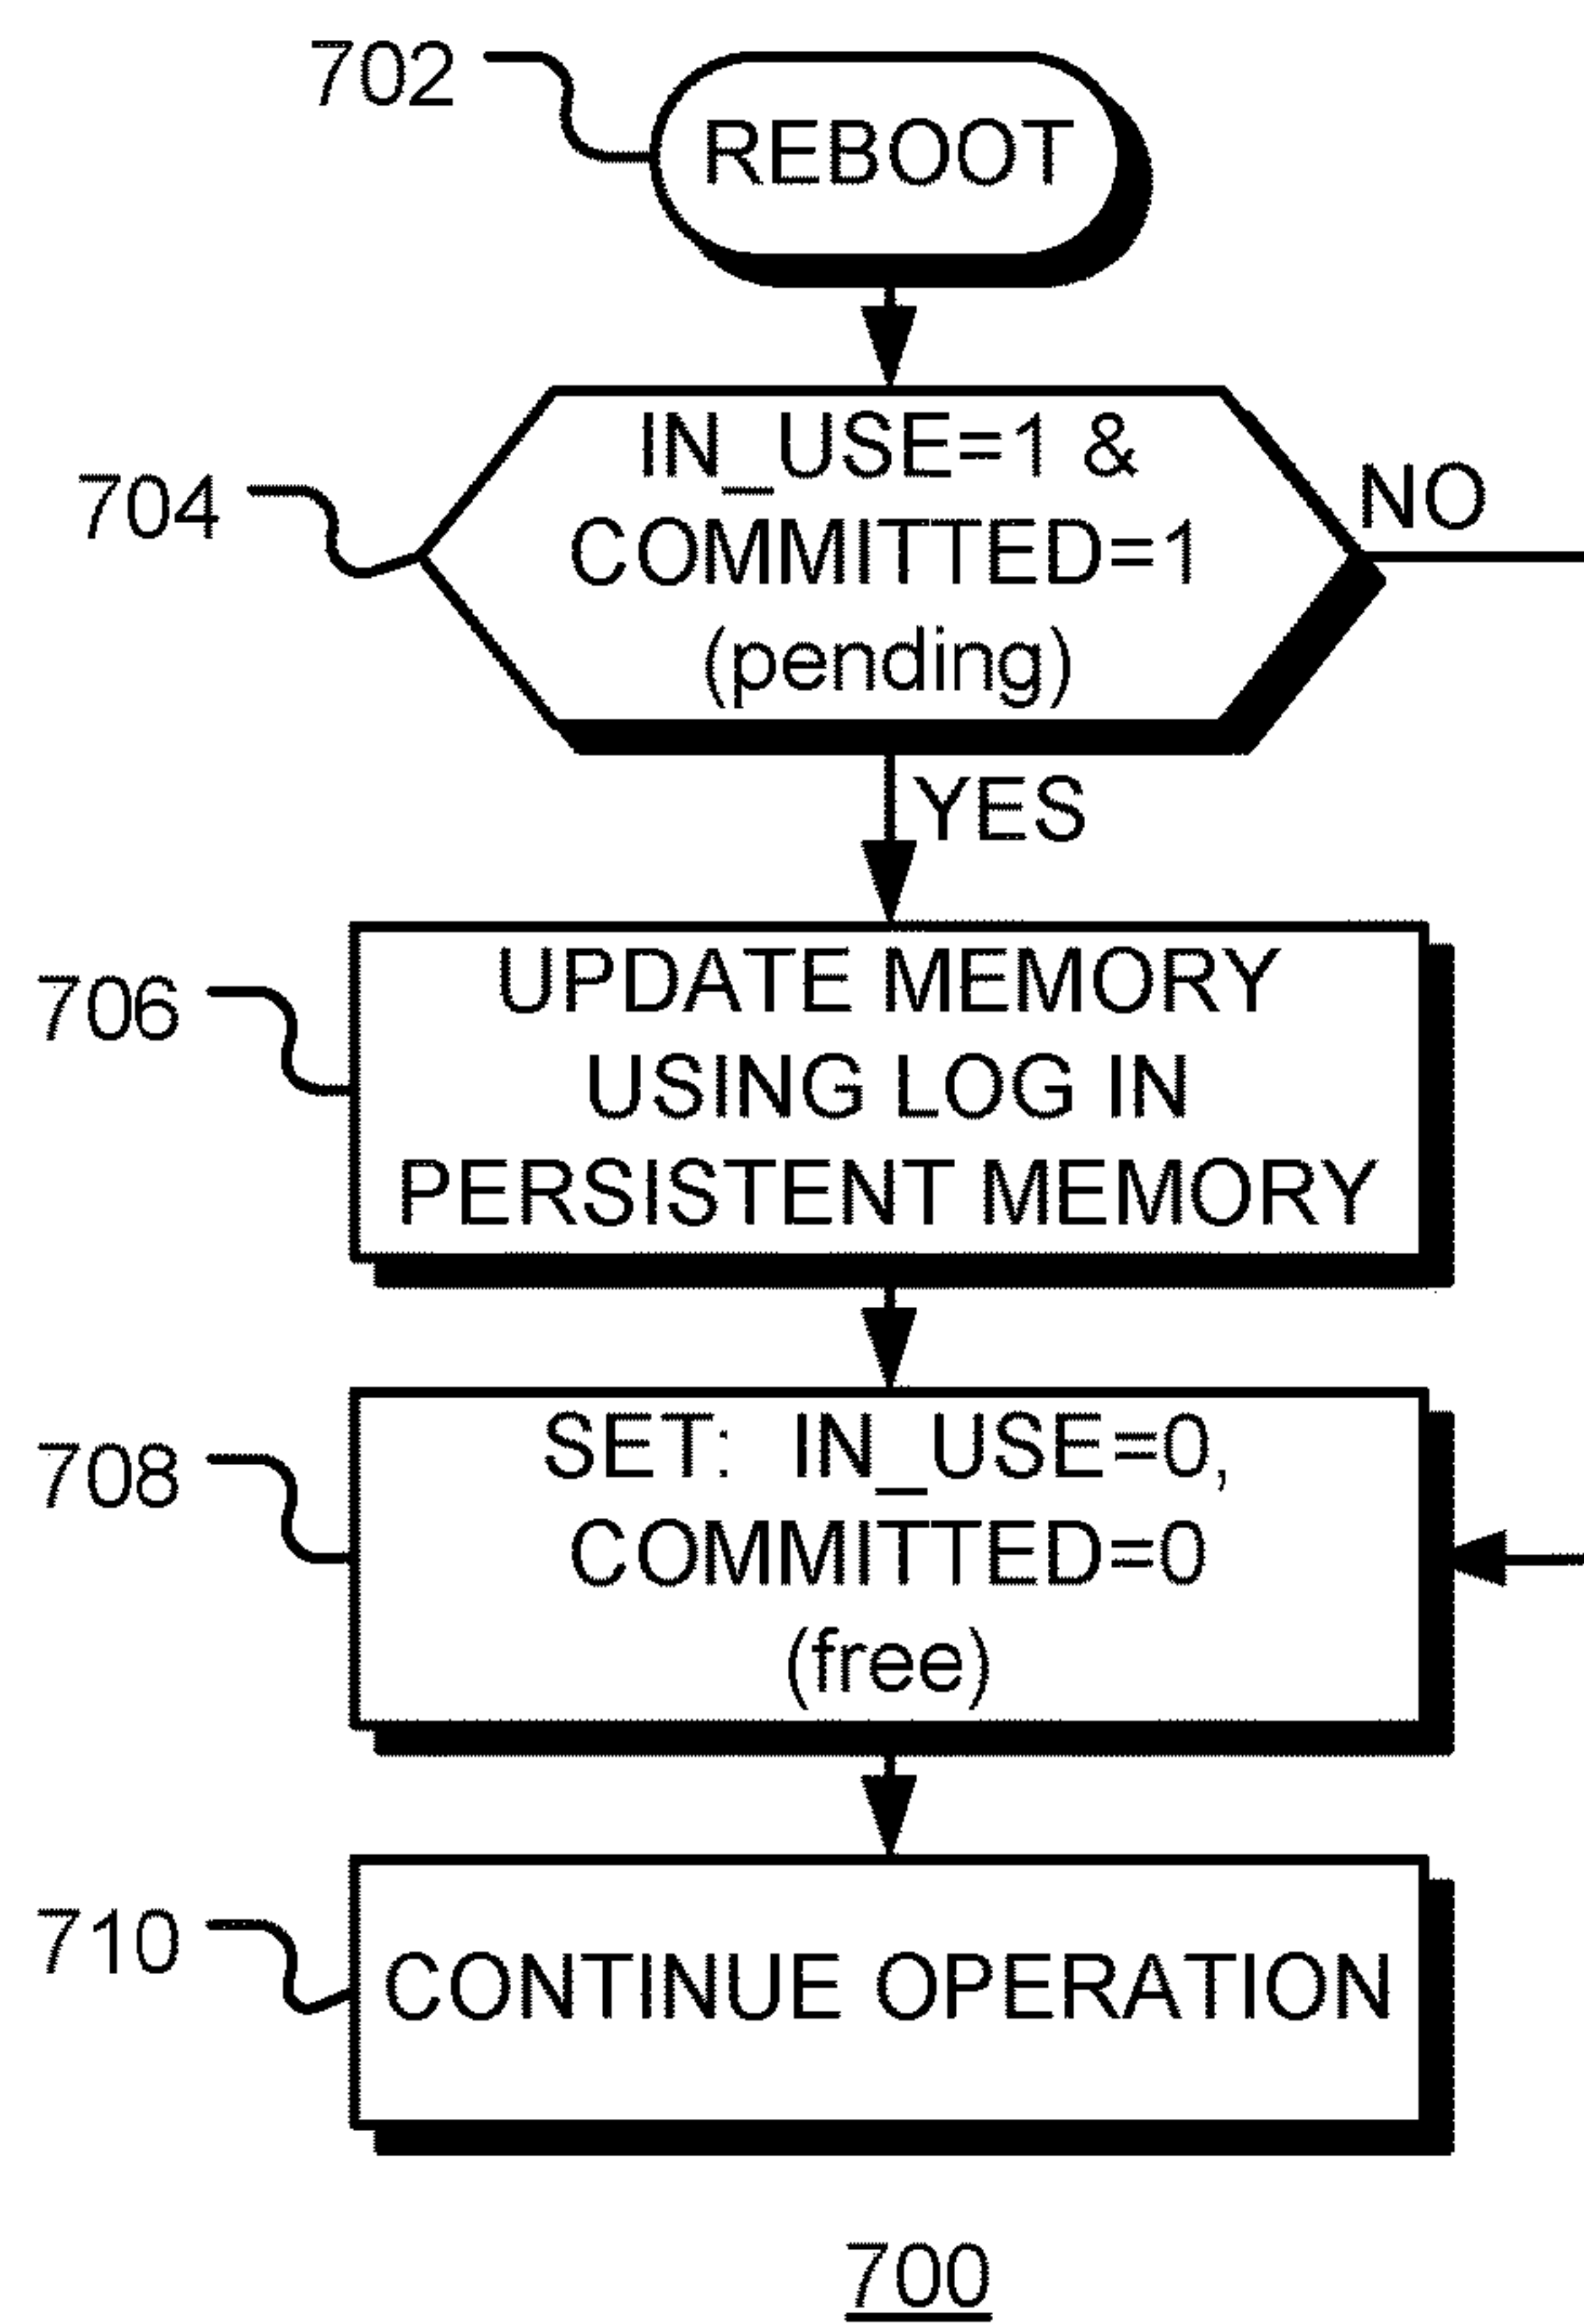 702
REBOOT
704
IN_USE=1 &
COMMITTED=1
(pending)
NO
YES
706
UPDATE MEMORY
USING LOG IN
PERSISTENT MEMORY
708
SET: IN_USE=0,
COMMITTED=0
(free)
710
CONTINUE OPERATION
700